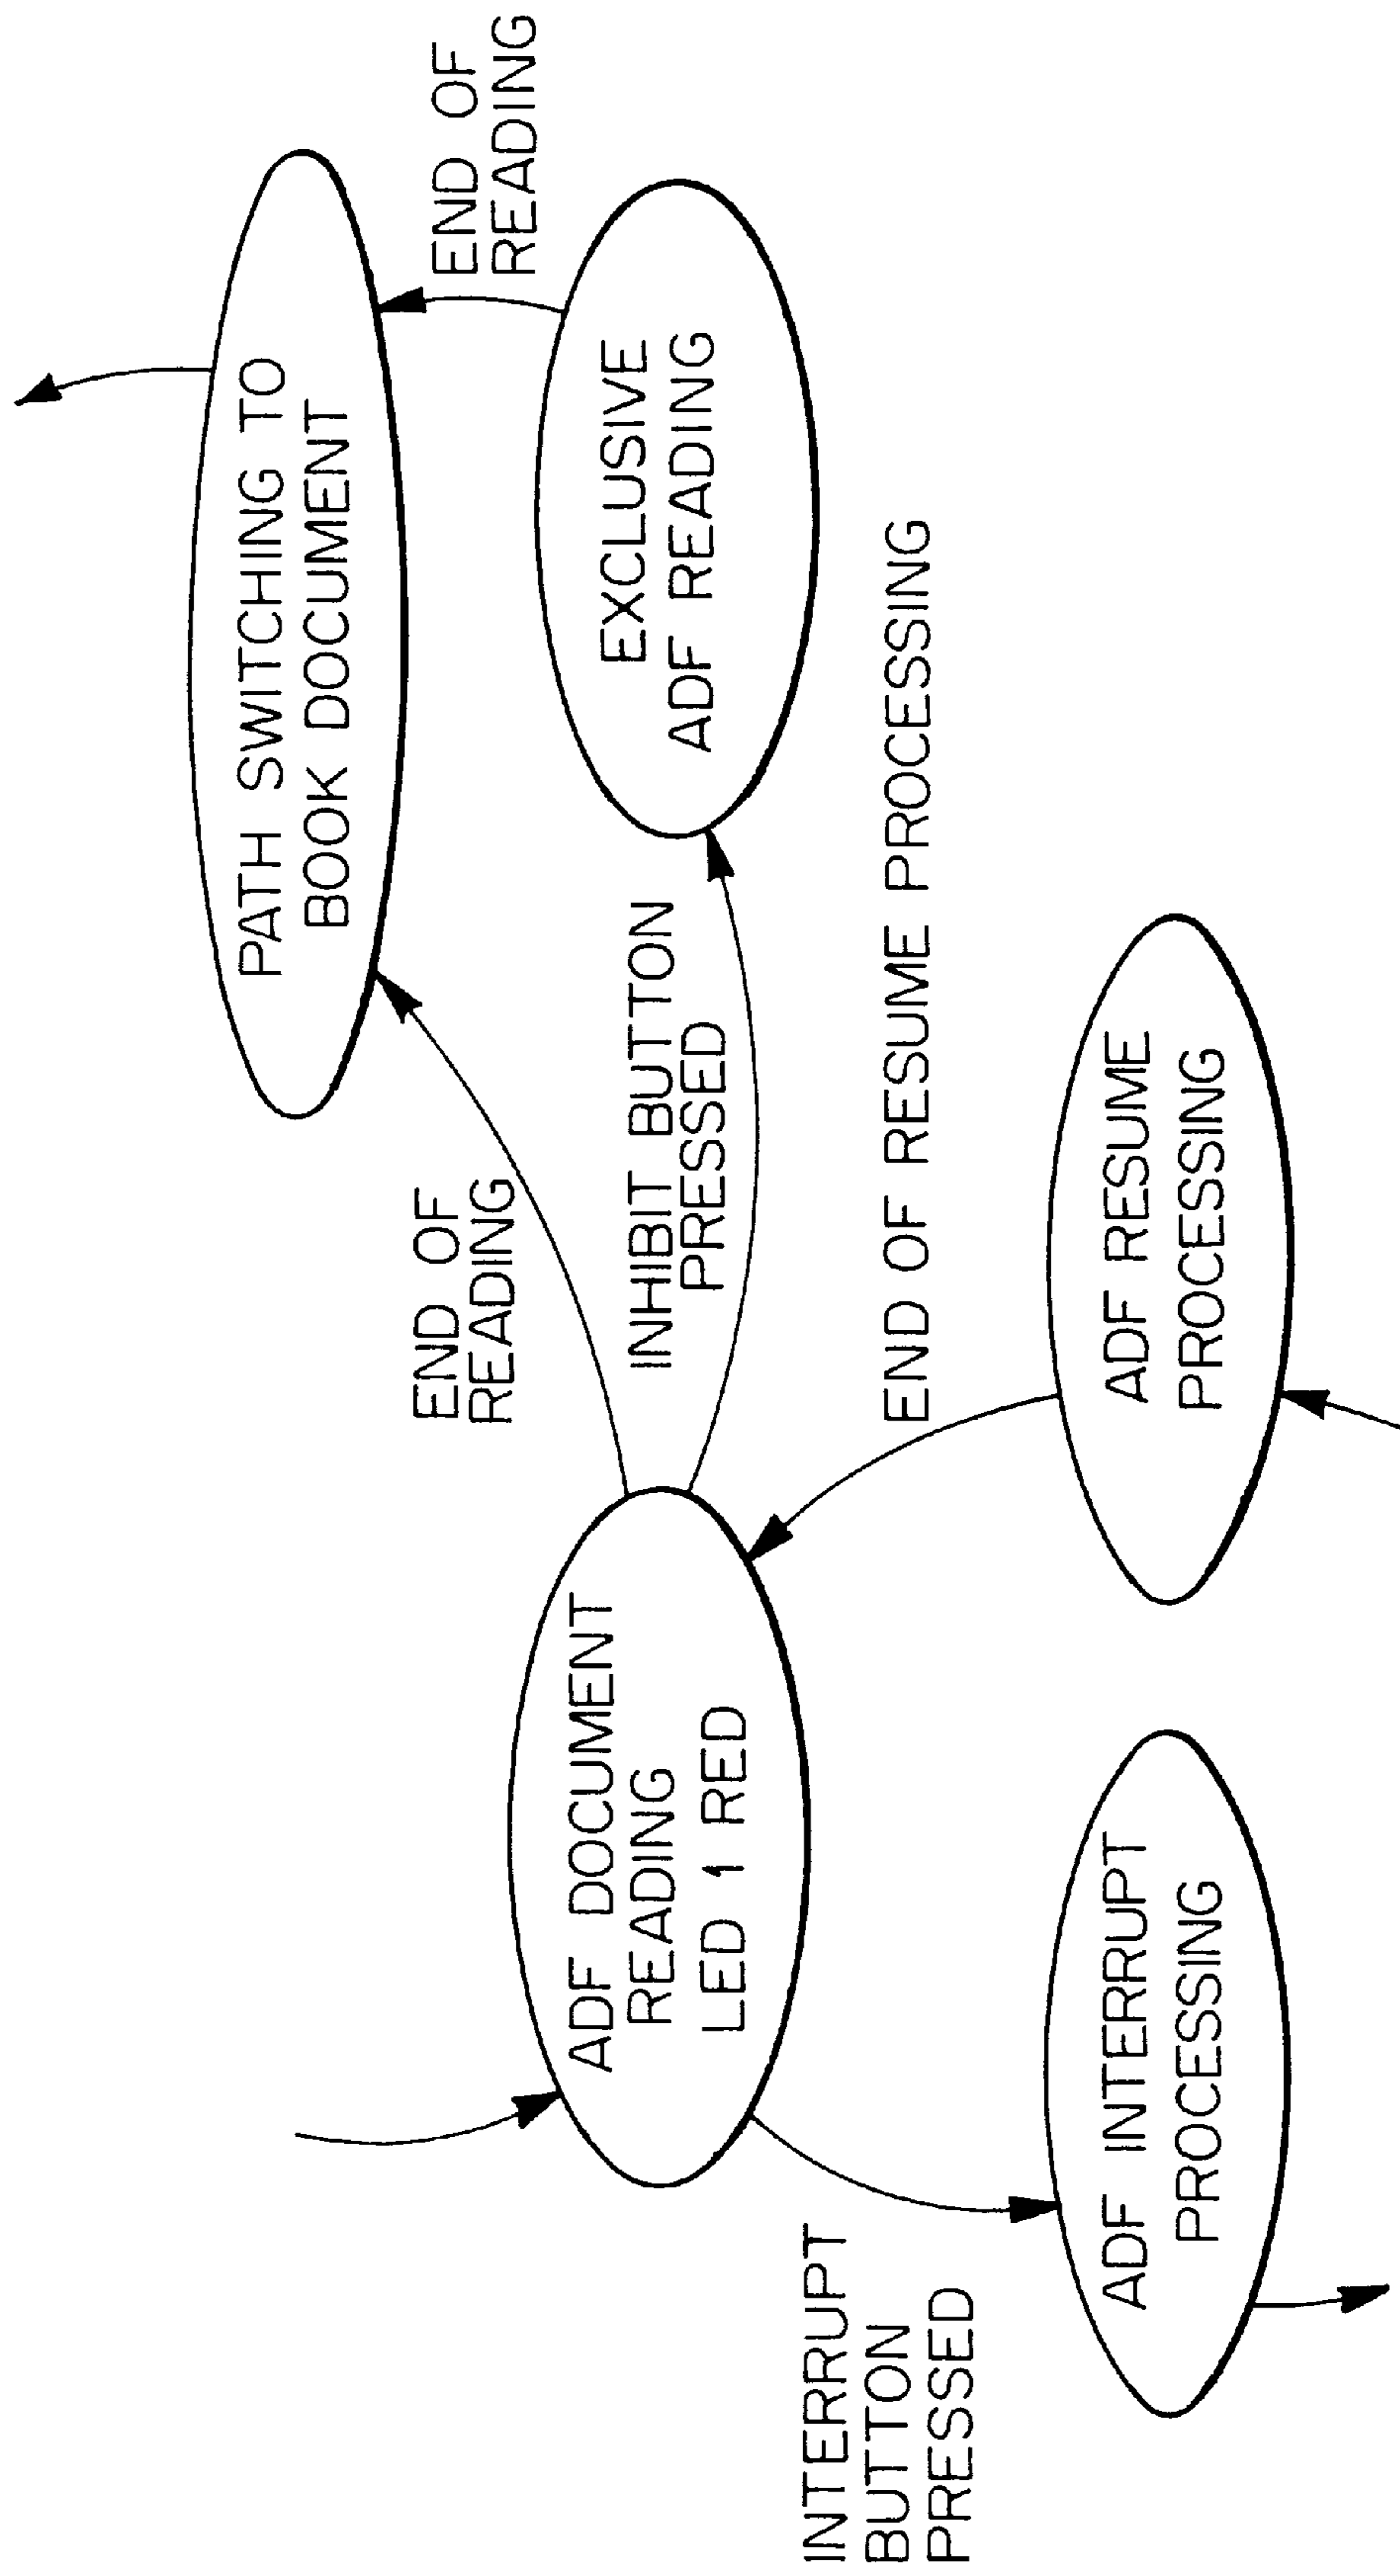 PATH SWITCHING TO
BOOK DOCUMENT
END OF
READING
END OF
READING
EXCLUSIVE
ADF READING
INHIBIT BUTTON
PRESSED
ADF DOCUMENT
READING
LED 1 RED
END OF RESUME PROCESSING
INTERRUPT
BUTTON
PRESSED
ADF INTERRUPT
PROCESSING
ADF RESUME
PROCESSING